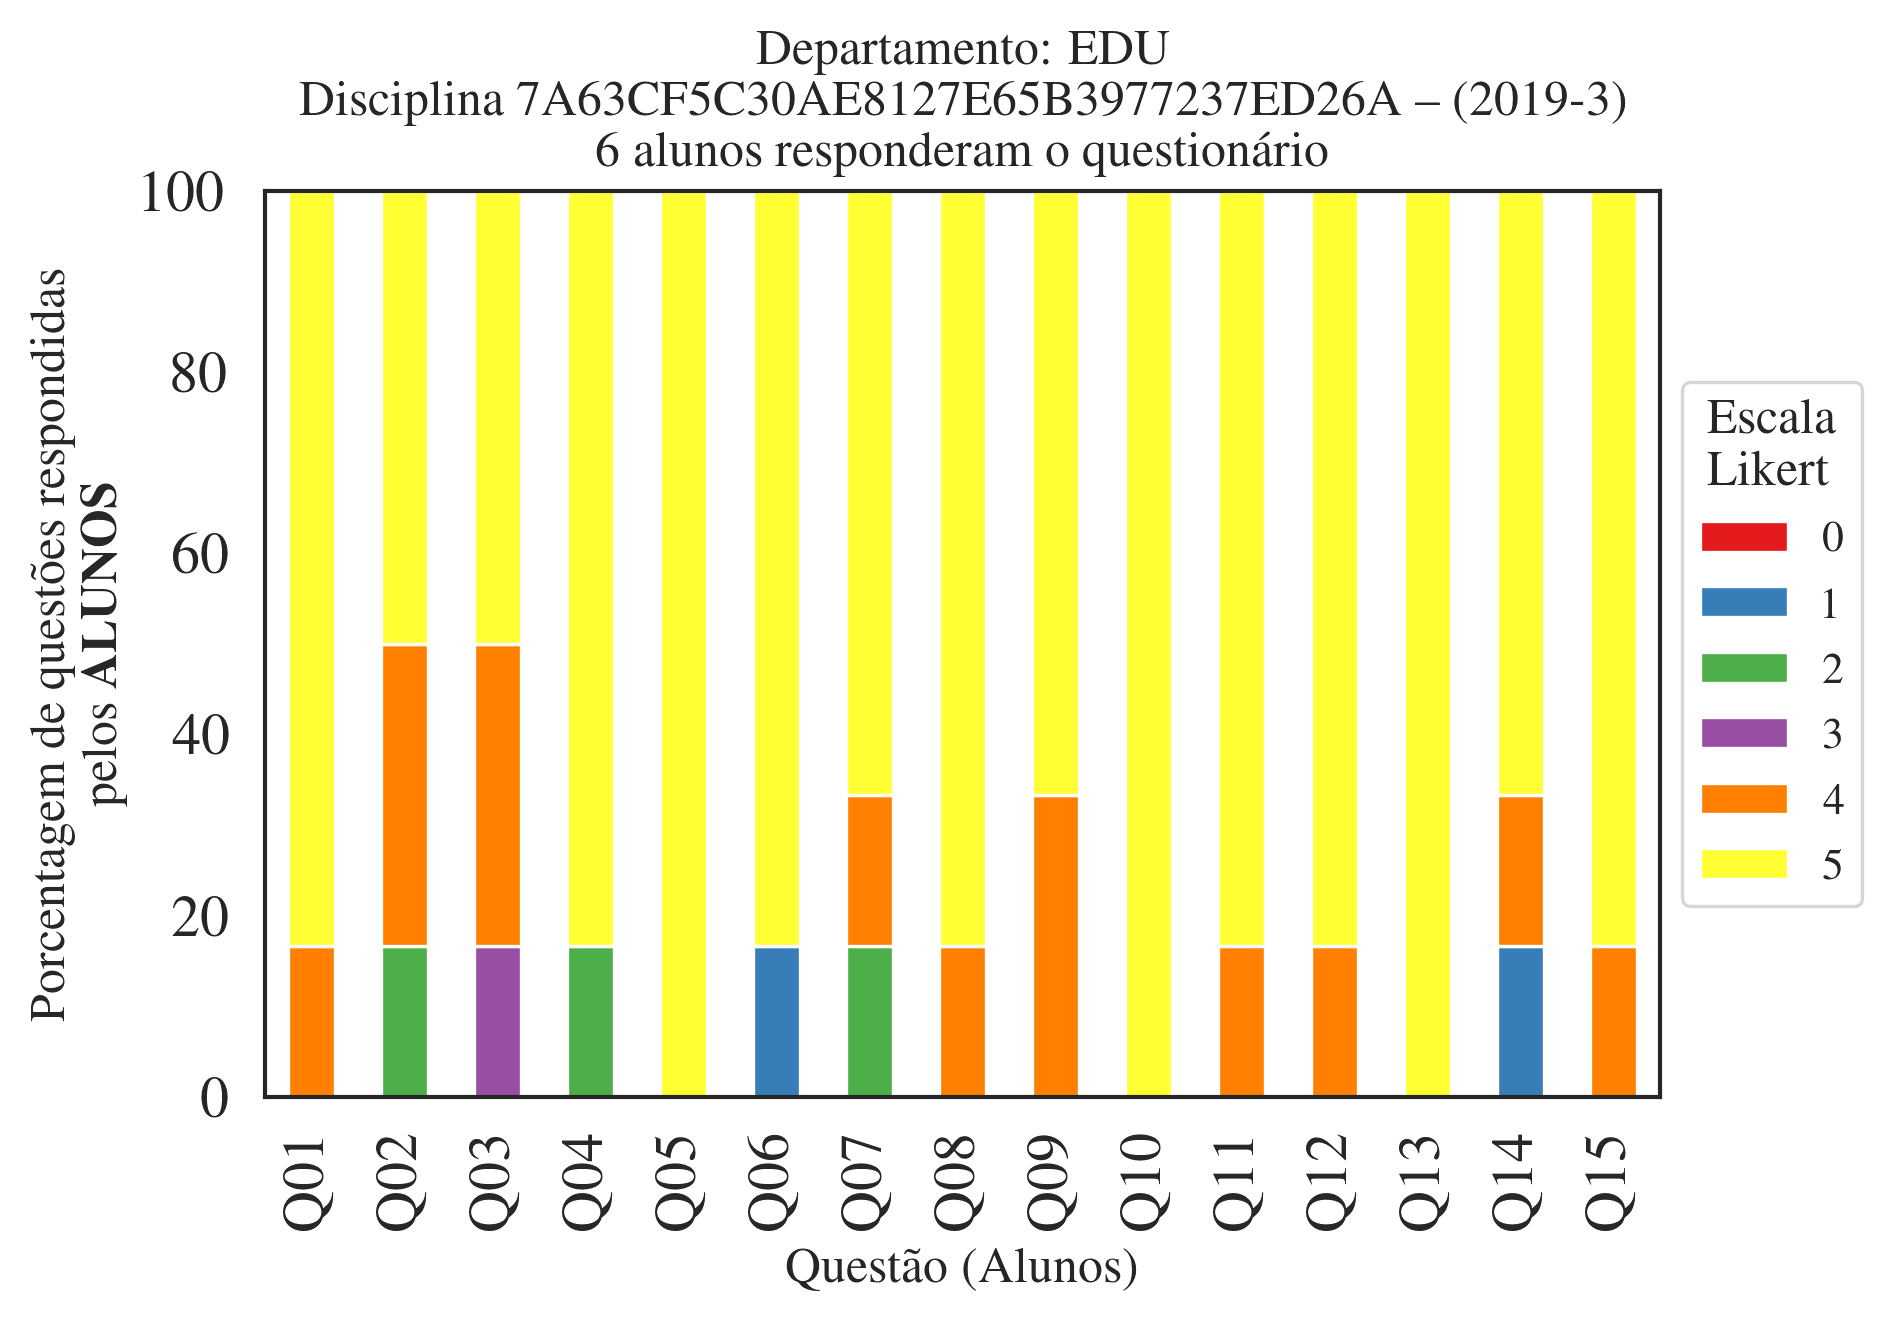 Departamento: EDU
Disciplina 7A63CF5C30AE8127E65B3977237ED26A – (2019-3)
6 alunos responderam o questionário
Porcentagem de questões respondidas
pelos ALUNOS
100
80
60
40
20
0
Q01
Q02
Q03
Q04
Q05
Q06
Q07
Q08
Q09
Q10
Q11
Q12
Q13
Q14
Q15
Questão (Alunos)
Escala
Likert
0
1
2
3
4
5